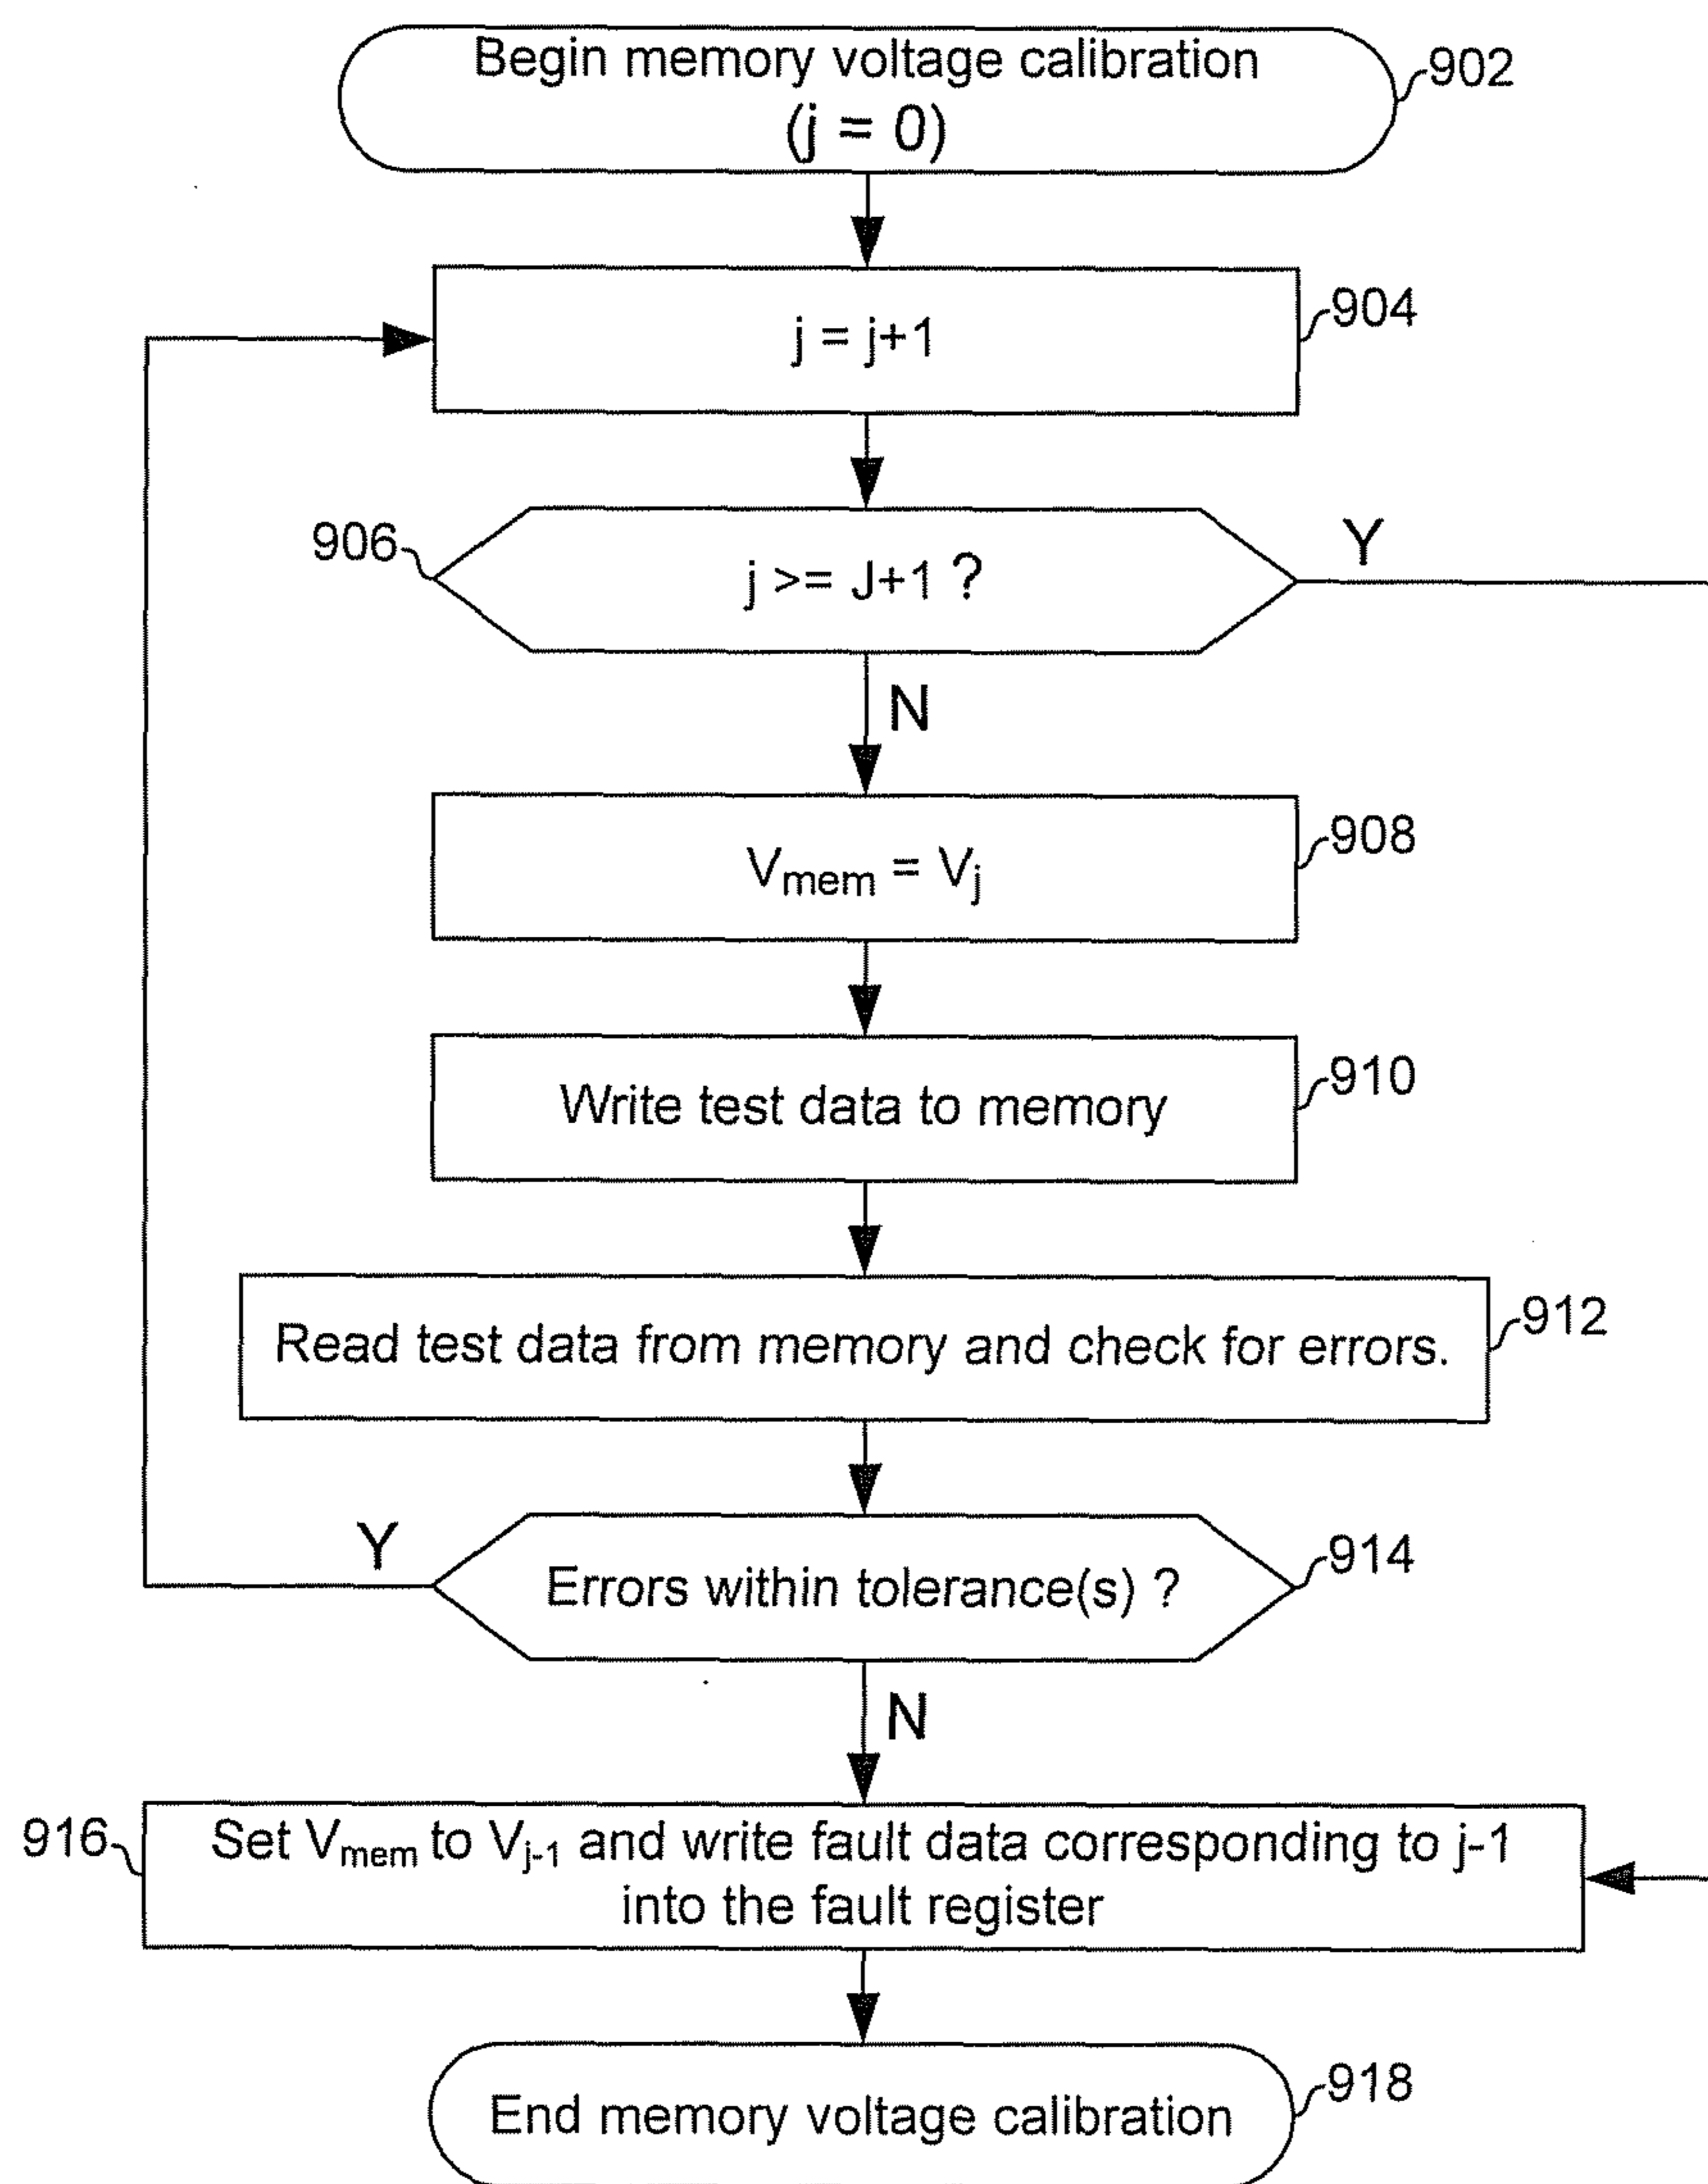 Begin memory voltage calibration
(j = 0)
902
j = j+1
904
906
j >= J+1 ?
Y
N
Vmem = Vj
908
Write test data to memory
910
Read test data from memory and check for errors.
912
Y
Errors within tolerance(s) ?
914
N
916
Set Vmem to Vj-1 and write fault data corresponding to j-1
into the fault register
End memory voltage calibration
918